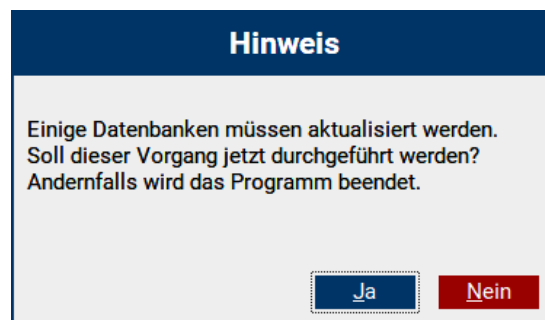 Hinweis
Einige Datenbanken müssen aktualisiert werden.
Soll dieser Vorgang jetzt durchgeführt werden?
Andernfalls wird das Programm beendet.
Ja
Nein